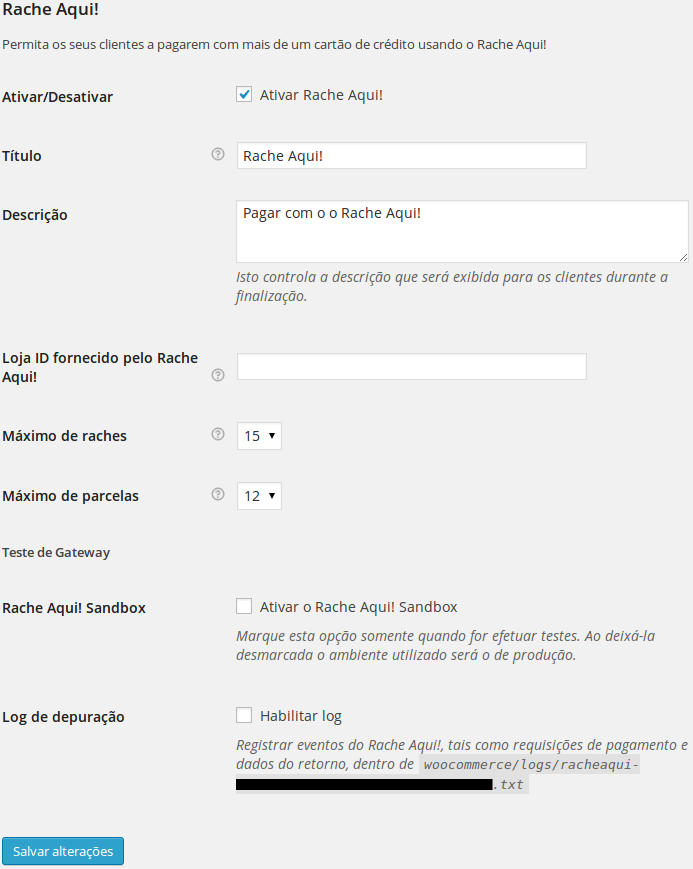 Rache Aqui!
Permita os seus clientes a pagarem com mais de um cartão de crédito usando o Rache Aqui!
Ativar/Desativar
Ativar Rache Aqui!
Título
Rache Aqui!
Descrição
Pagar com o o Rache Aqui!
Isto controla a descrição que será exibida para os clientes durante a
finalização.
Loja ID fornecido pelo Rache
Aqui!
Máximo de raches
15
Máximo de parcelas
12
Teste de Gateway
Rache Aqui! Sandbox
Ativar o Rache Aqui! Sandbox
Marque esta opção somente quando for efetuar testes. Ao deixá-la
desmarcada o ambiente utilizado será o de produção.
Log de depuração
Habilitar log
Registrar eventos do Rache Aqui!, tais como requisições de pagamento e
dados do retorno, dentro de woocommerce/logs/racheaqui-
.txt
Salvar alterações